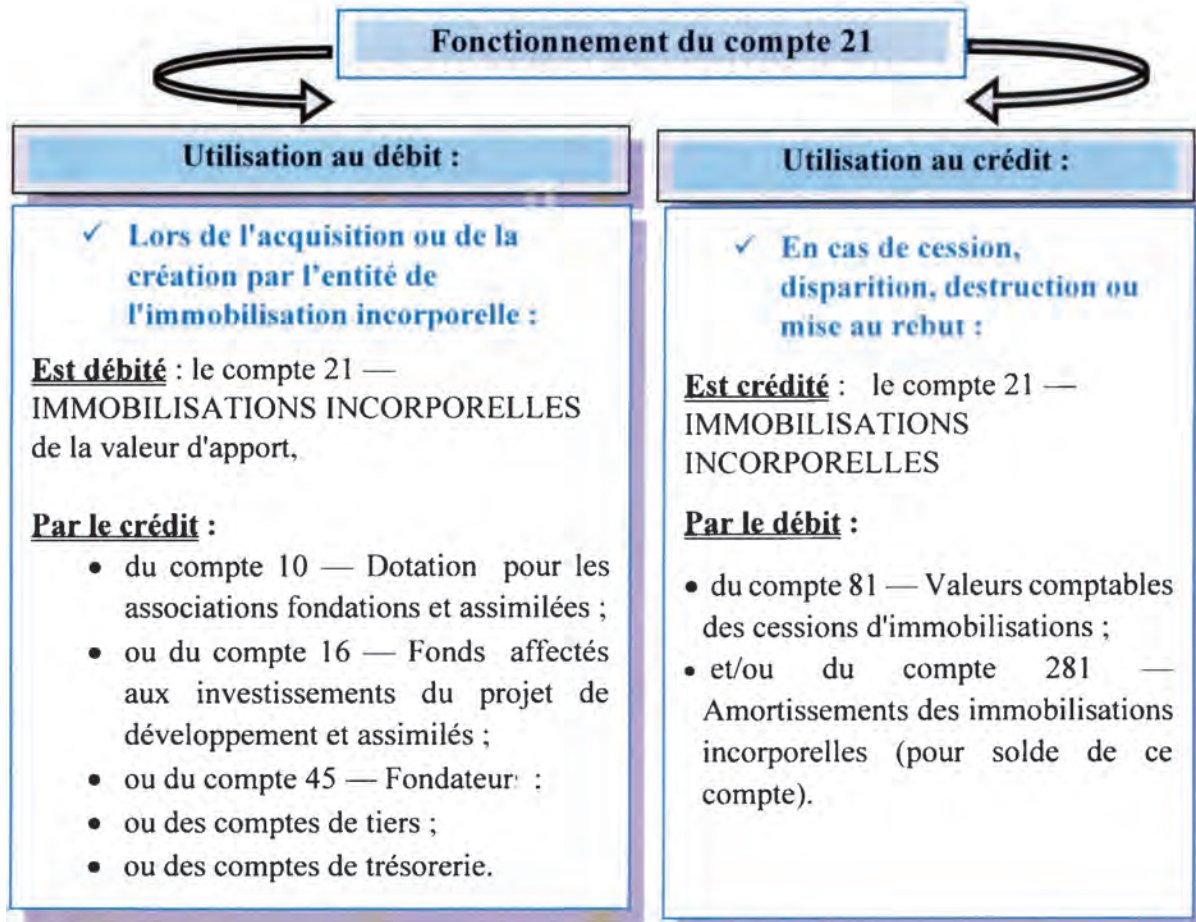 Fonctionnement du compte 21
Utilisation au débit :
✓ Lors de l'acquisition ou de la
création par l'entité de
l'immobilisation incorporelle :
Est débité : le compte 21 —
IMMOBILISATIONS INCORPORELLES
de la valeur d'apport,
Par le crédit :
• du compte 10 — Dotation pour les
associations fondations et assimilées ;
• ou du compte 16 — Fonds affectés
aux investissements du projet de
développement et assimilés ;
• ou du compte 45 — Fondateur :
• ou des comptes de tiers ;
• ou des comptes de trésorerie.
Utilisation au crédit :
✓ En cas de cession,
disparition, destruction ou
mise au rebut :
Est crédité : le compte 21 —
IMMOBILISATIONS
INCORPORELLES
Par le débit :
• du compte 81 — Valeurs comptables
des cessions d'immobilisations ;
• et/ou du compte 281 —
Amortissements des immobilisations
incorporelles (pour solde de ce
compte).